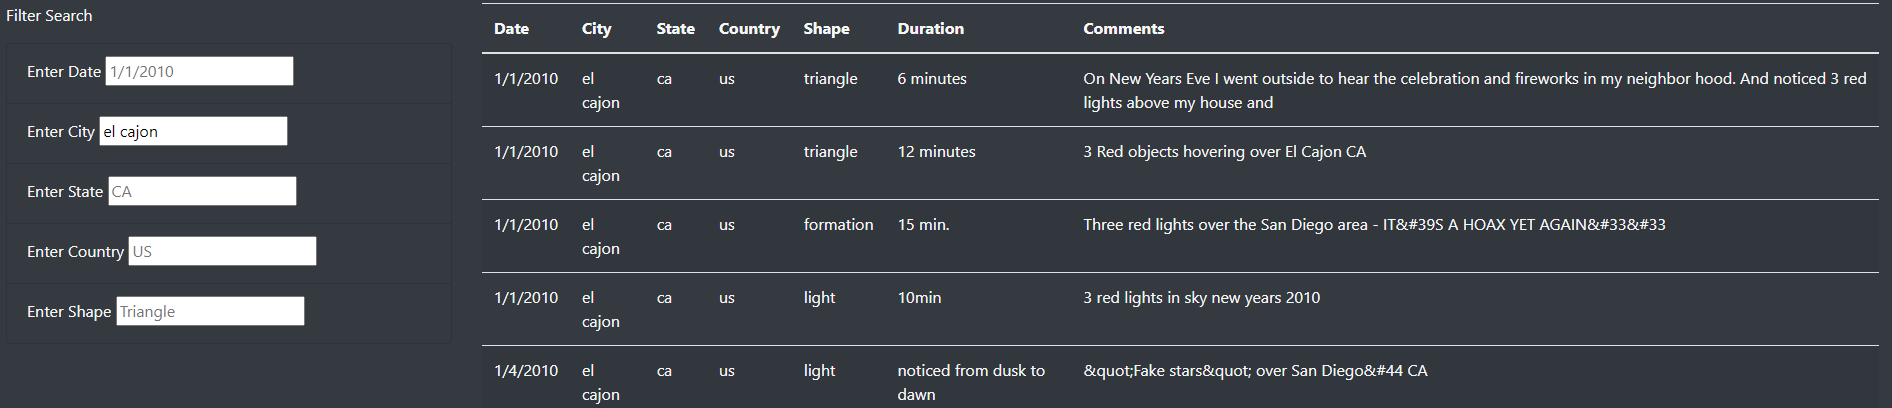 Filter Search
Enter Date 1/1/2010
Enter City el cajon
Enter State CA
Enter Country US
Enter Shape Triangle
Date City State Country Shape Duration Comments
1/1/2010 el ca us triangle 6 minutes On New Years Eve I went outside to hear the celebration and fireworks in my neighbor hood. And noticed 3 red
cajon lights above my house and
1/1/2010 el ca us triangle 12 minutes 3 Red objects hovering over El Cajon CA
cajon
1/1/2010 el ca us formation 15 min. Three red lights over the San Diego area - IT&#39S A HOAX YET AGAIN&#33&#33
cajon
1/1/2010 el ca us light 10min 3 red lights in sky new years 2010
cajon
1/4/2010 el ca us light noticed from dusk to &quot;Fake stars&quot; over San Diego&#44 CA
cajon dawn